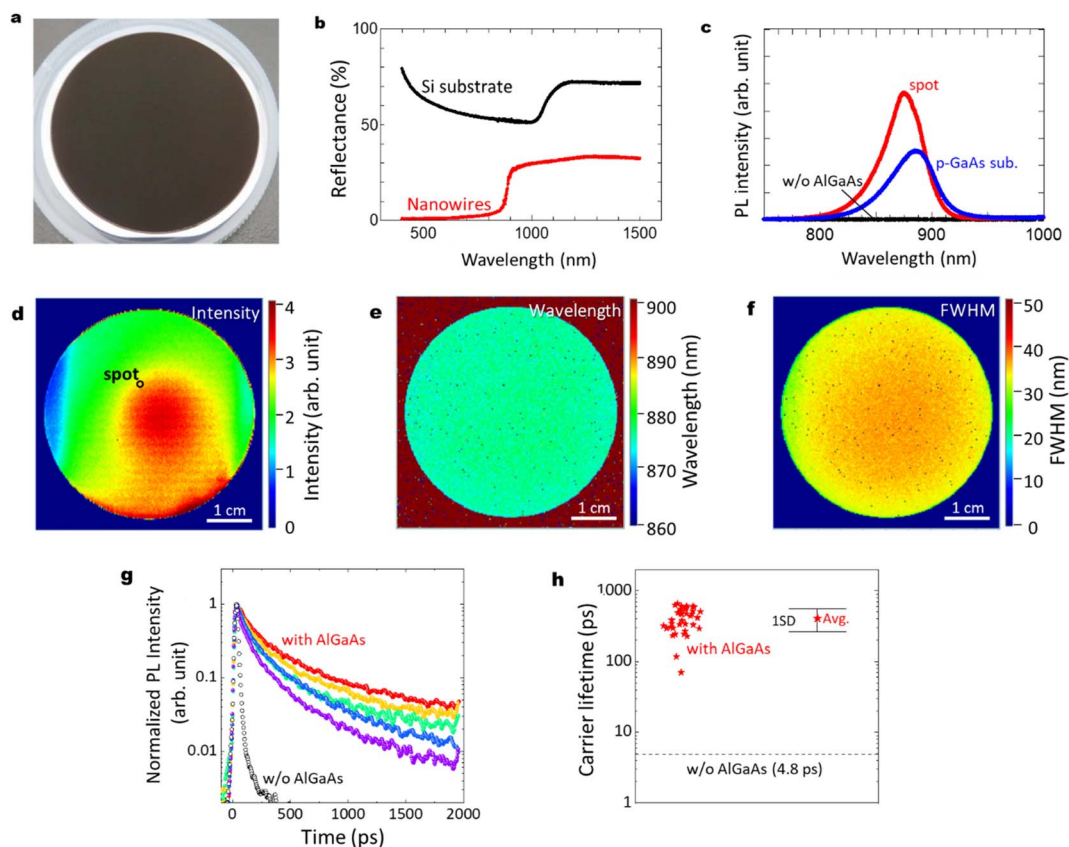 a
b
100
50
0
Reflectance (%)
Si substrate
Nanowires
500
1000
1500
Wavelength (nm)
c
PL intensity (arb. unit)
spot
p-GaAs sub.
w/o AlGaAs
800
900
1000
Wavelength (nm)
d
Intensity
spot
1 cm
4
3
2
1
0
Intensity (arb. unit)
e
Wavelength
1 cm
900
890
880
870
860
Wavelength (nm)
f
FWHM
1 cm
50
40
30
20
10
0
FWHM (nm)
g
Normalized PL Intensity
(arb. unit)
1
0.1
0.01
with AlGaAs
w/o AlGaAs
0
500
1000
1500
2000
Time (ps)
h
Carrier lifetime (ps)
1000
100
10
1
with AlGaAs
1SD
Avg.
w/o AlGaAs (4.8 ps)